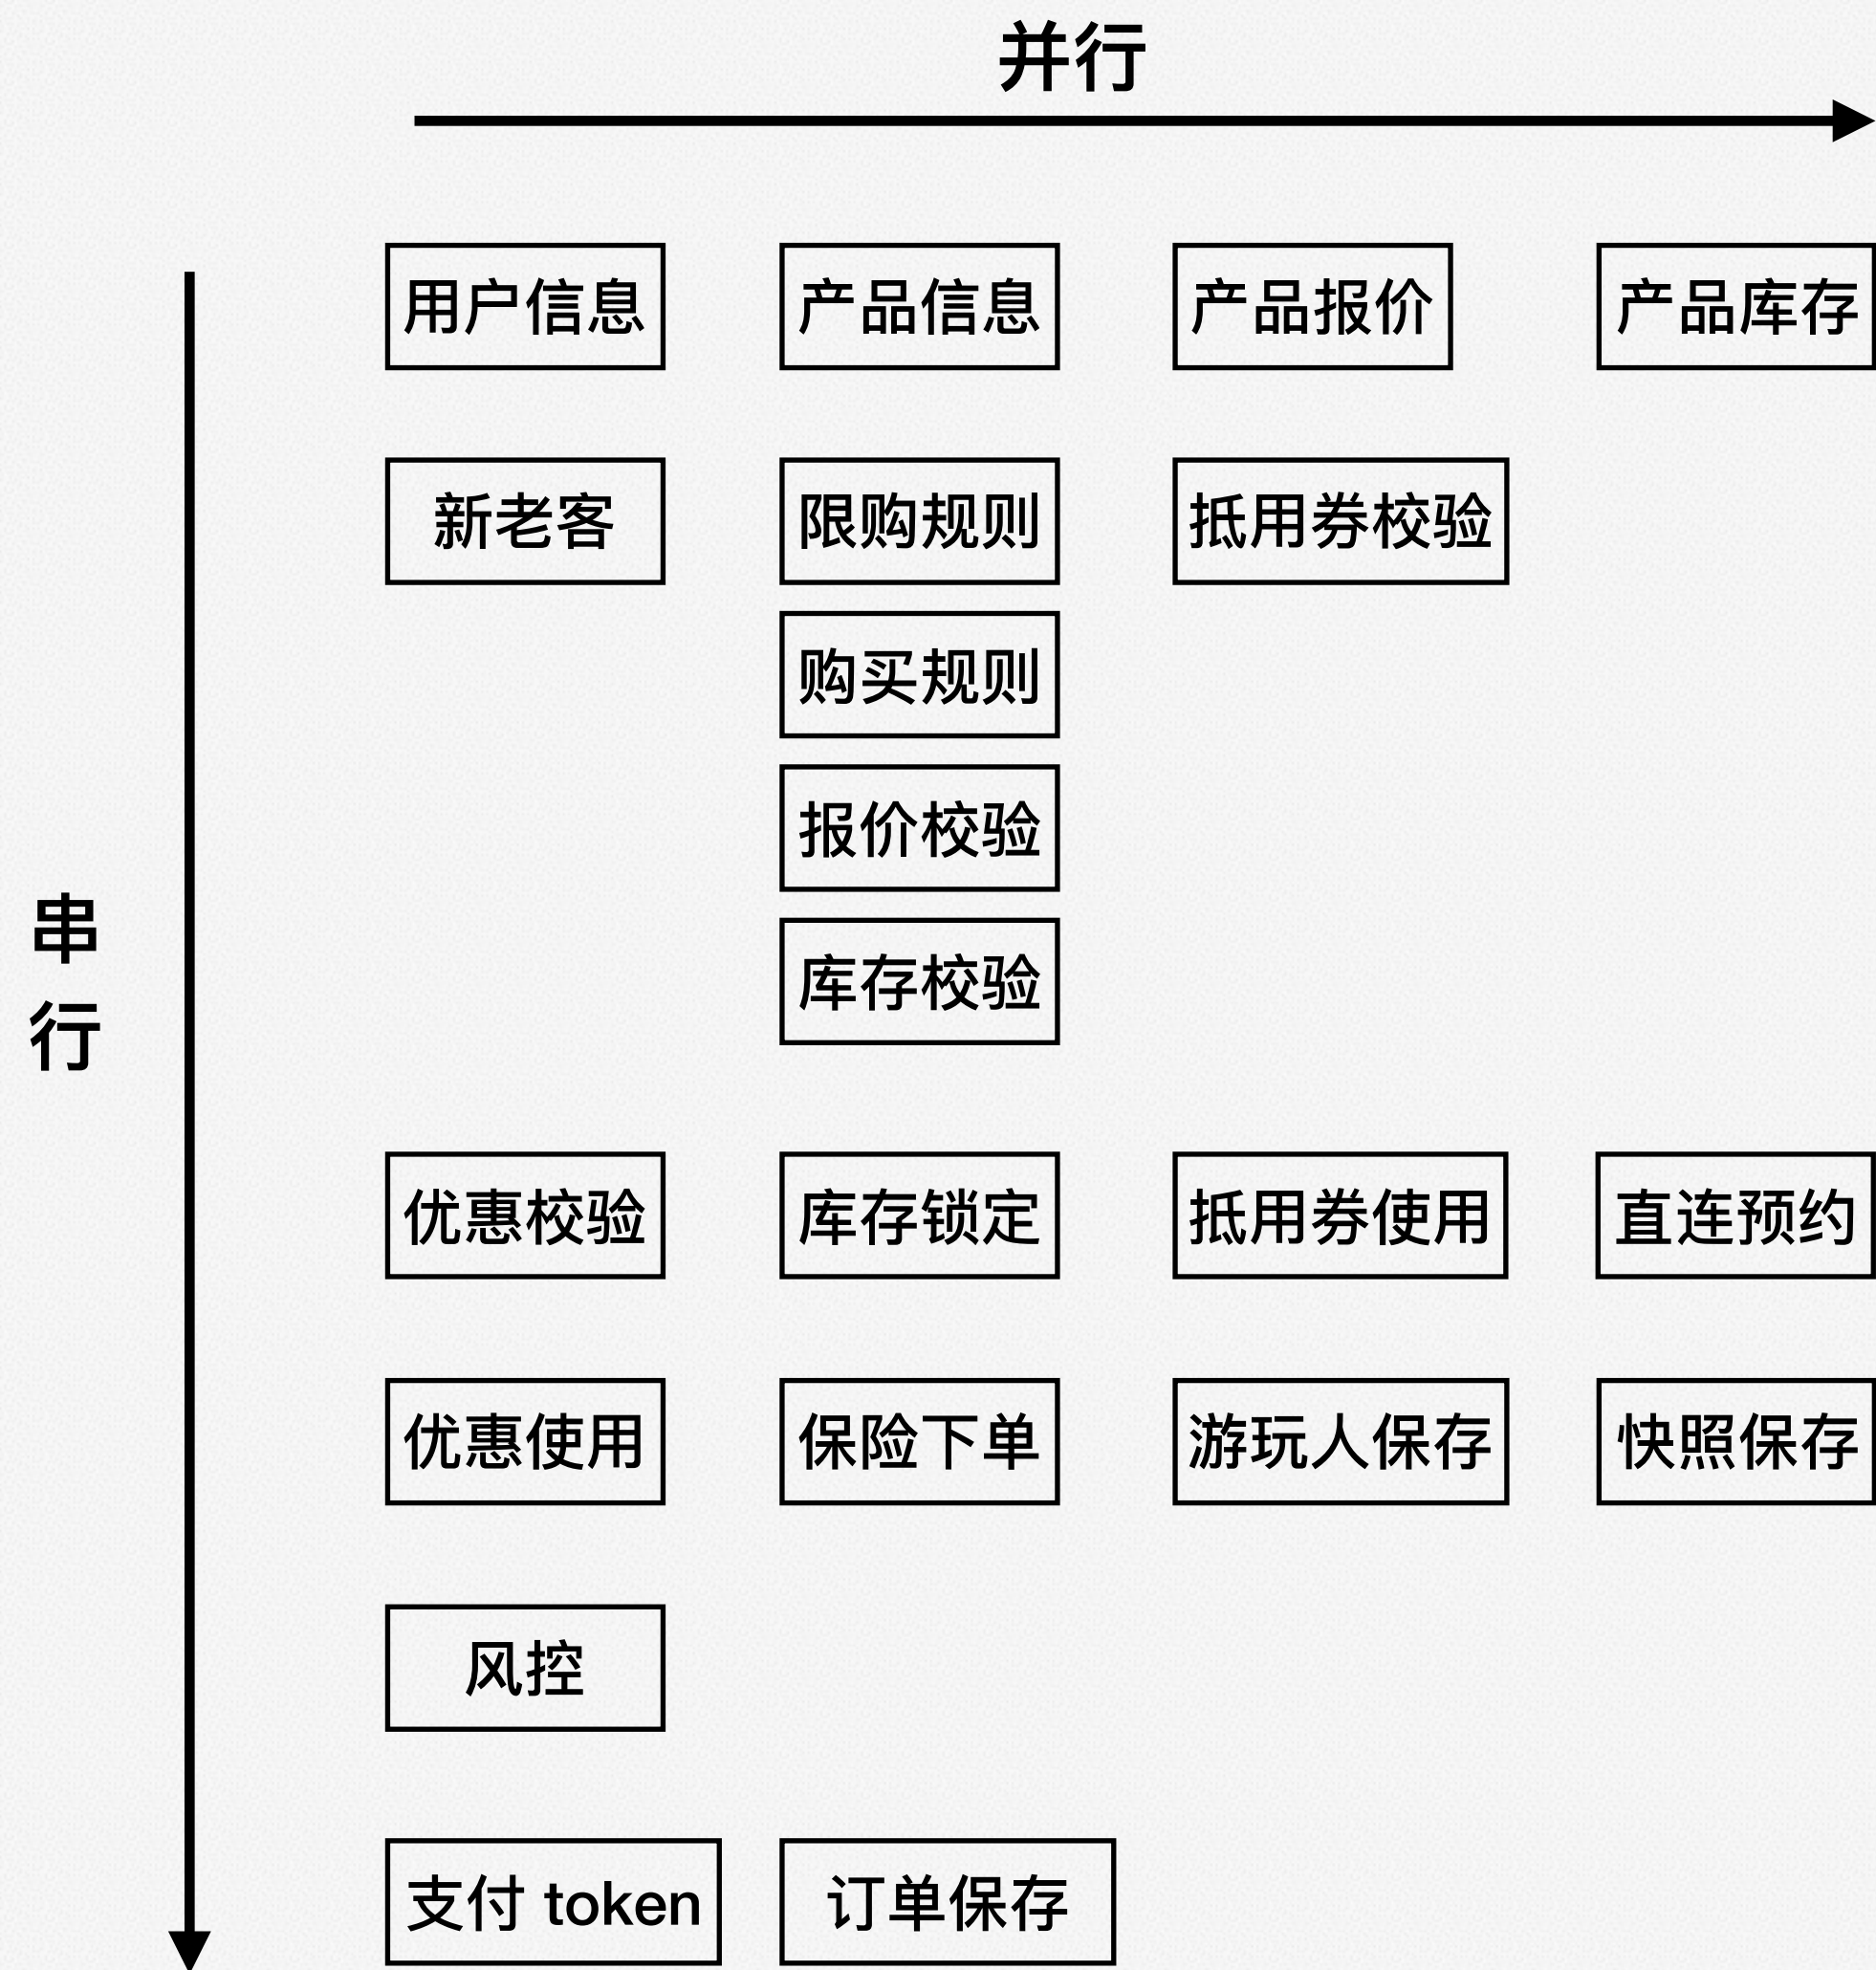 并行
用户信息
产品信息
产品报价
产品库存
新老客
限购规则
抵用券校验
购买规则
报价校验
库存校验
串
行
优惠校验
库存锁定
抵用券使用
直连预约
优惠使用
保险下单
游玩人保存
快照保存
风控
支付 token
订单保存